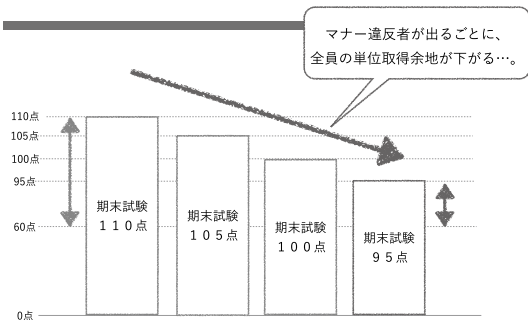 マナー違反者が出るごとに、
全員の単位取得余地が下がる…。
110点
105点
100点
95点
60点
0点
期末試験
110点
期末試験
105点
期末試験
100点
期末試験
95点